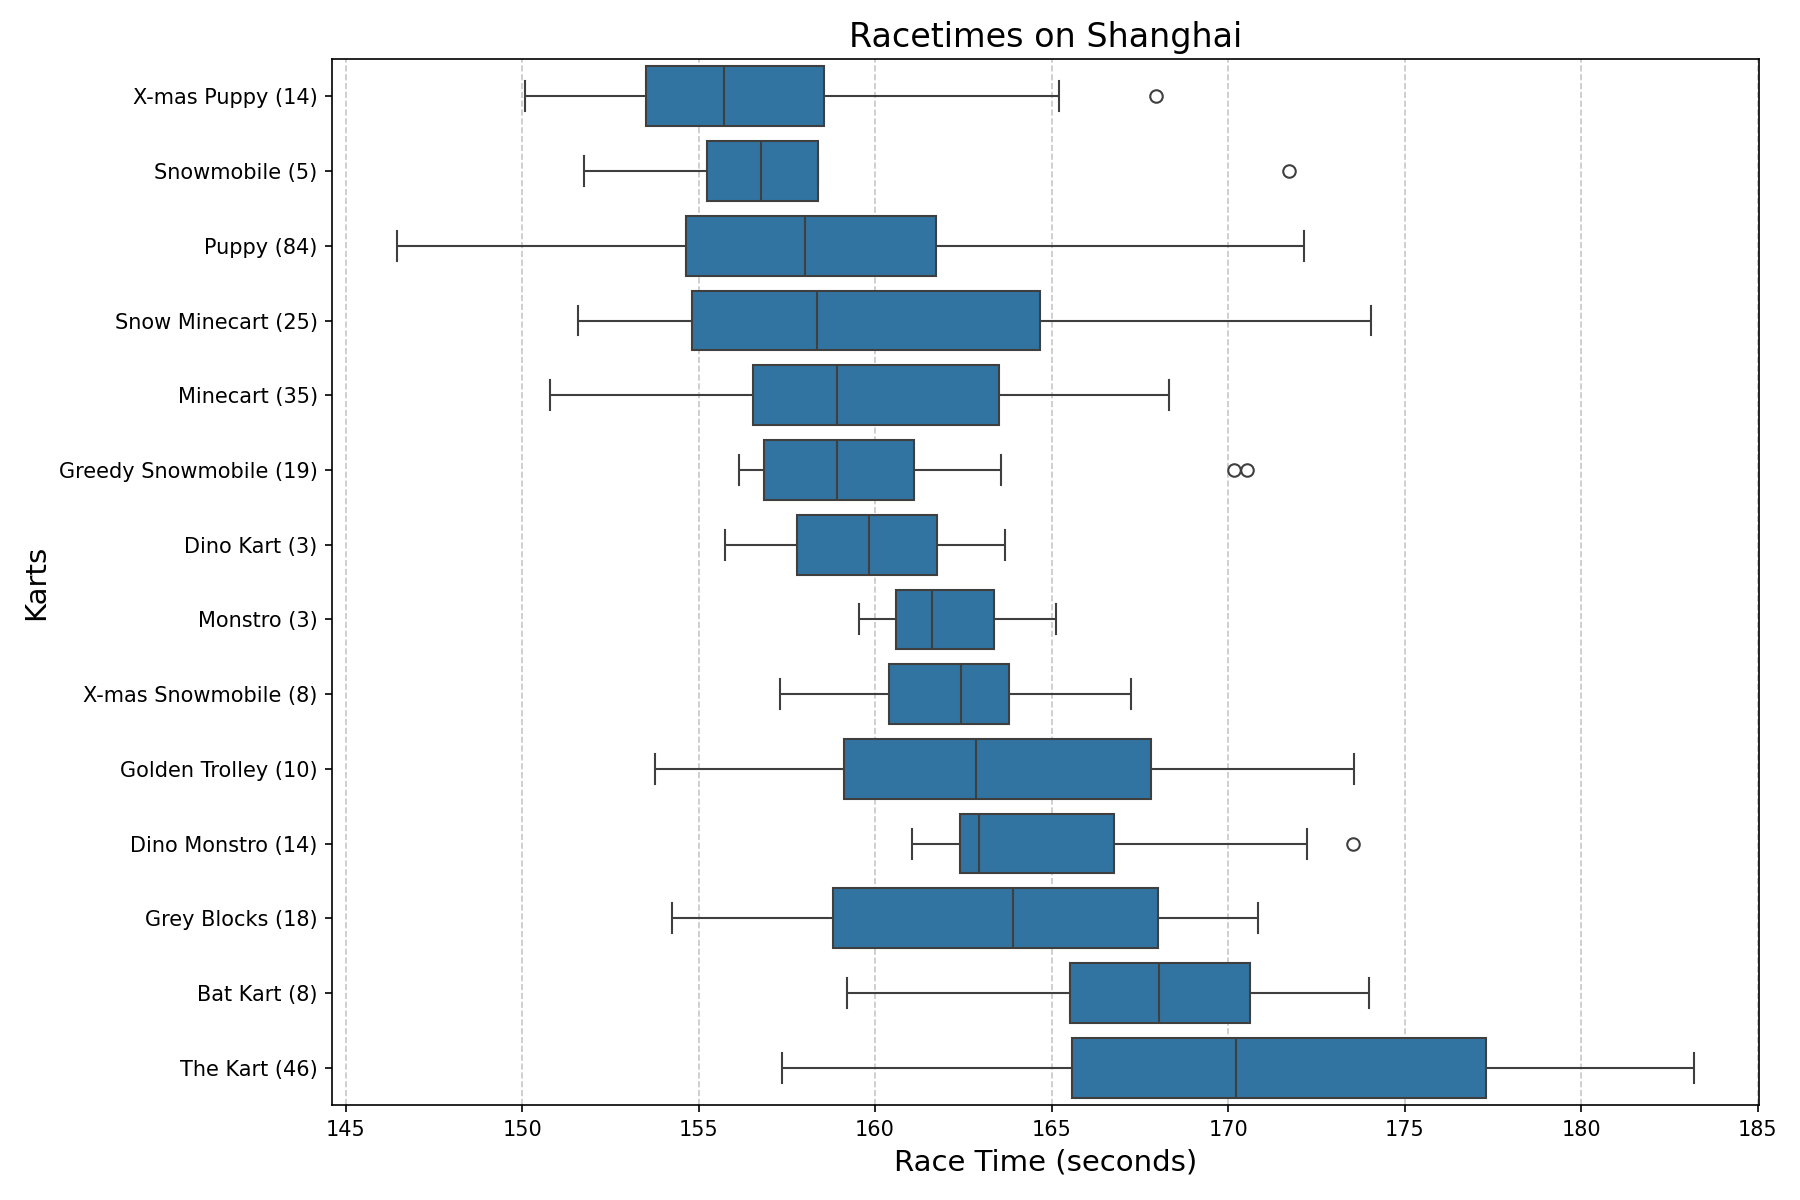 Racetimes on Shanghai
Karts
X-mas Puppy (14)
Snowmobile (5)
Puppy (84)
Snow Minecart (25)
Minecart (35)
Greedy Snowmobile (19)
Dino Kart (3)
Monstro (3)
X-mas Snowmobile (8)
Golden Trolley (10)
Dino Monstro (14)
Grey Blocks (18)
Bat Kart (8)
The Kart (46)
145 150 155 160 165 170 175 180 185
Race Time (seconds)